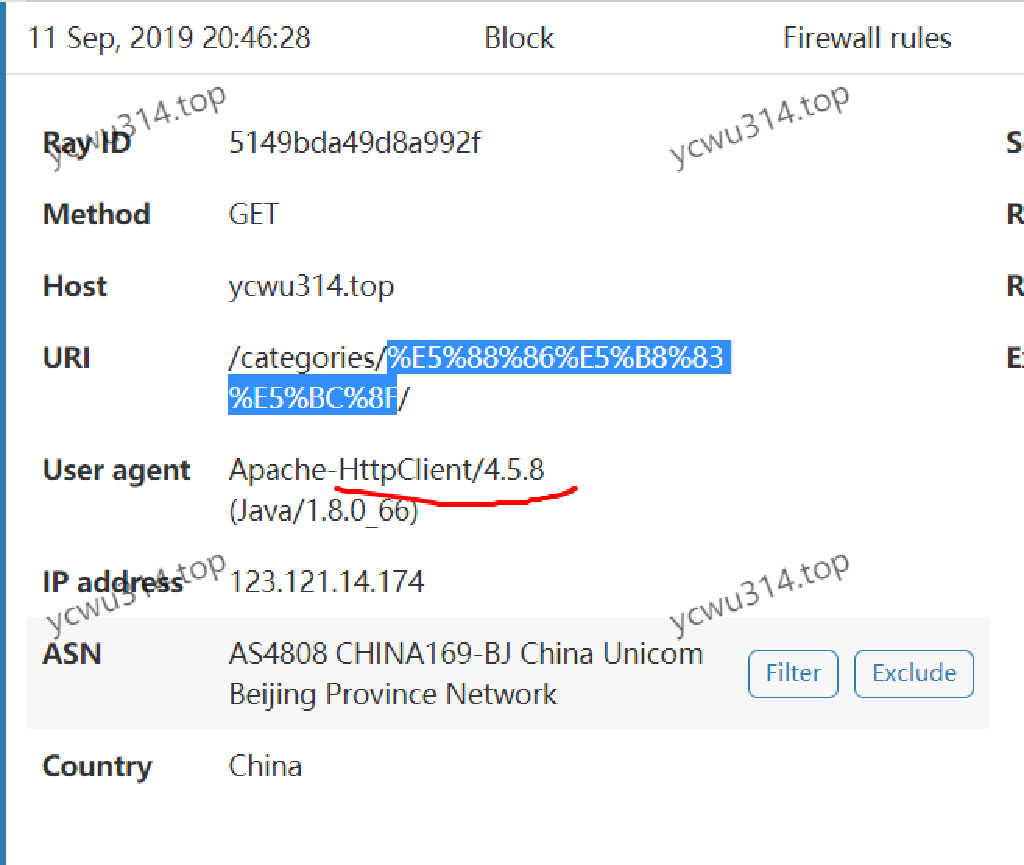 11 Sep, 2019 20:46:28 Block Firewall rules
ycwu314.top ycwu314.top
Ray ID 5149bda49d8a992f
Method GET
Host ycwu314.top
URI /categories/%E5%88%86%E5%B8%83
%E5%BC%8F/
User agent Apache-HttpClient/4.5.8
(Java/1.8.0_66)
ycwu314.top ycwu314.top
IP address 123.121.14.174
ASN AS4808 CHINA169-BJ China Unicom
Beijing Province Network
Filter Exclude
Country China